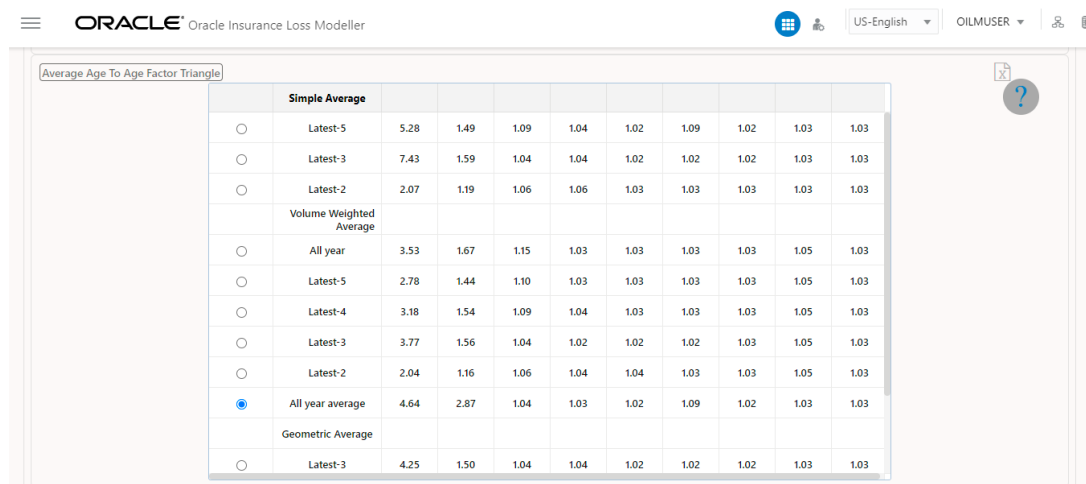 ORACLE Oracle Insurance Loss Modeller US-English OILMUSER
Average Age To Age Factor Triangle
X
?
Simple Average
Latest-5 5.28 1.49 1.09 1.04 1.02 1.09 1.02 1.03 1.03
Latest-3 7.43 1.59 1.04 1.04 1.02 1.02 1.02 1.03 1.03
Latest-2 2.07 1.19 1.06 1.06 1.03 1.03 1.03 1.03 1.03
Volume Weighted
Average
All year 3.53 1.67 1.15 1.03 1.03 1.03 1.03 1.05 1.03
Latest-5 2.78 1.44 1.10 1.03 1.03 1.03 1.03 1.05 1.03
Latest-4 3.18 1.54 1.09 1.04 1.03 1.03 1.03 1.05 1.03
Latest-3 3.77 1.56 1.04 1.02 1.02 1.02 1.03 1.05 1.03
Latest-2 2.04 1.16 1.06 1.04 1.04 1.03 1.03 1.05 1.03
All year average 4.64 2.87 1.04 1.03 1.02 1.09 1.02 1.03 1.03
Geometric Average
Latest-3 4.25 1.50 1.04 1.04 1.02 1.02 1.02 1.03 1.03